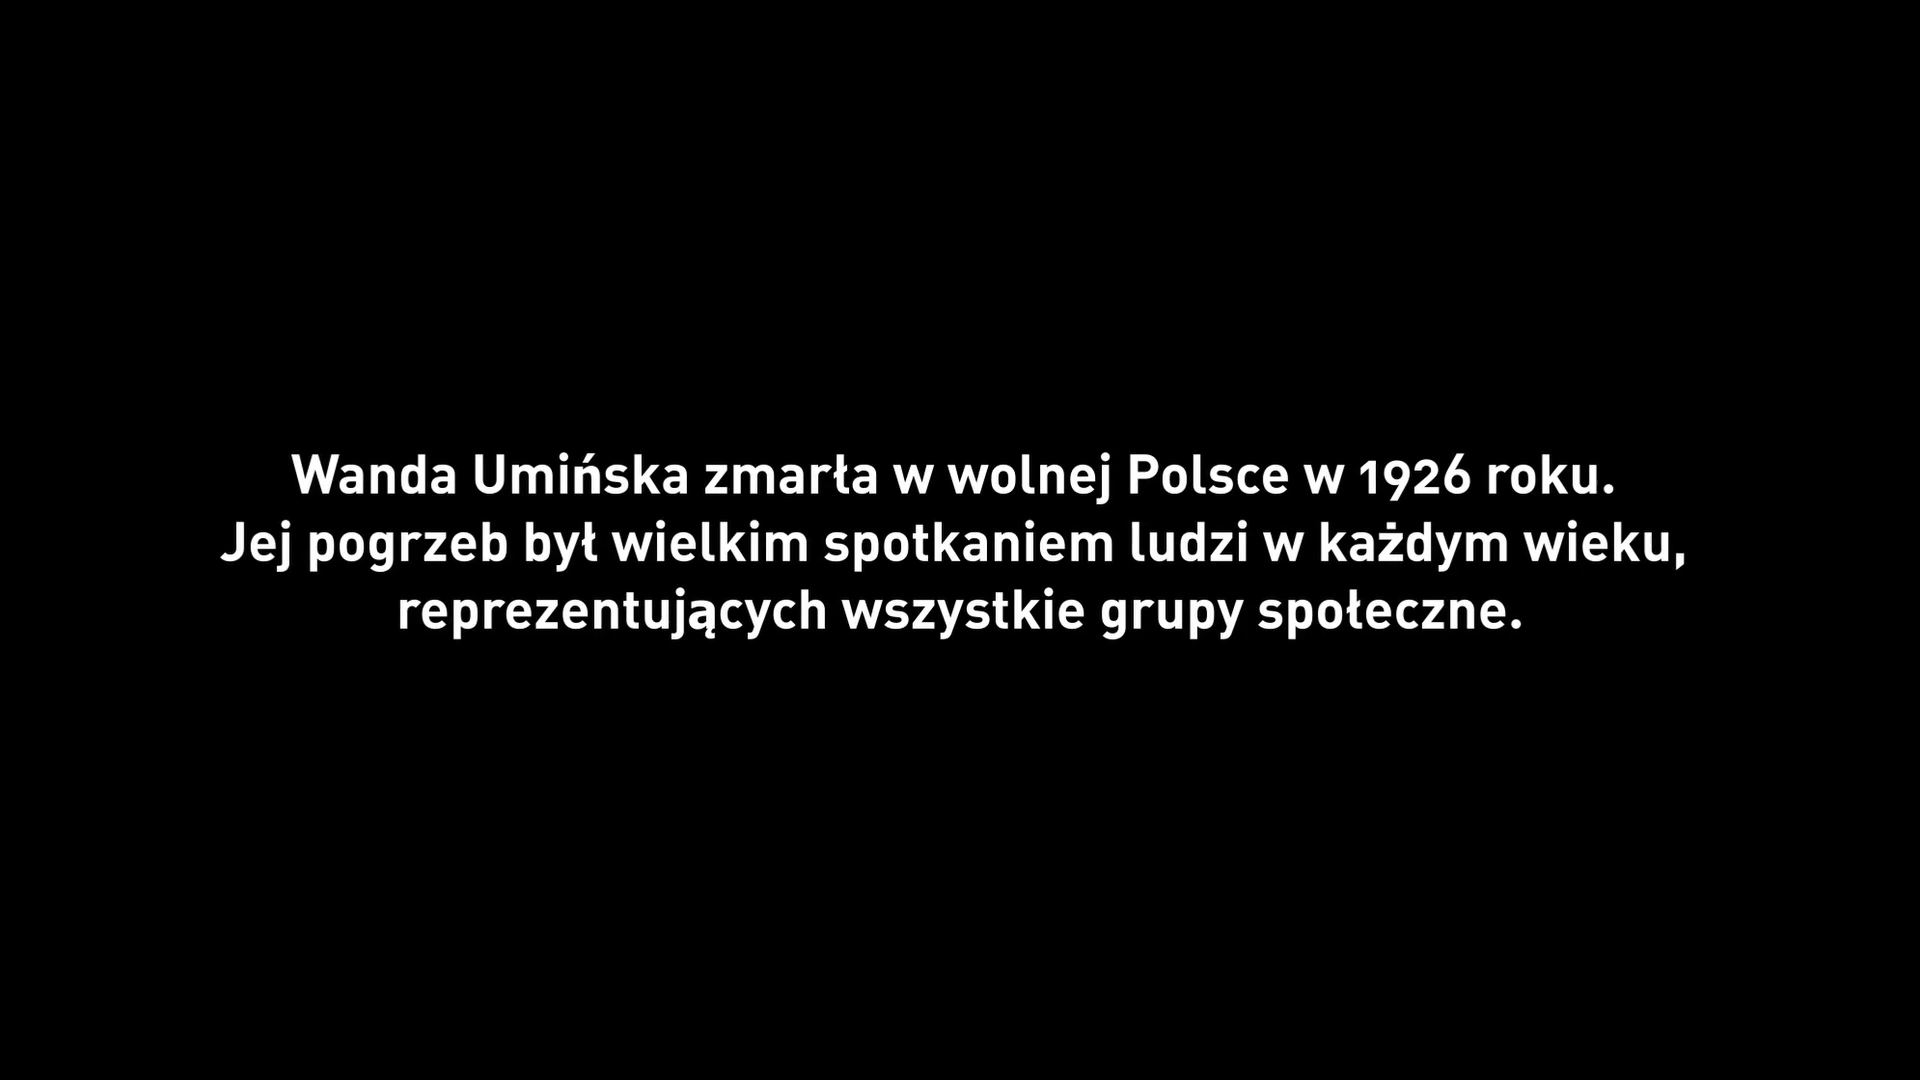 Wanda Umińska zmarła w wolnej Polsce w 1926 roku.
Jej pogrzeb był wielkim spotkaniem ludzi w każdym wieku,
reprezentujących wszystkie grupy społeczne.